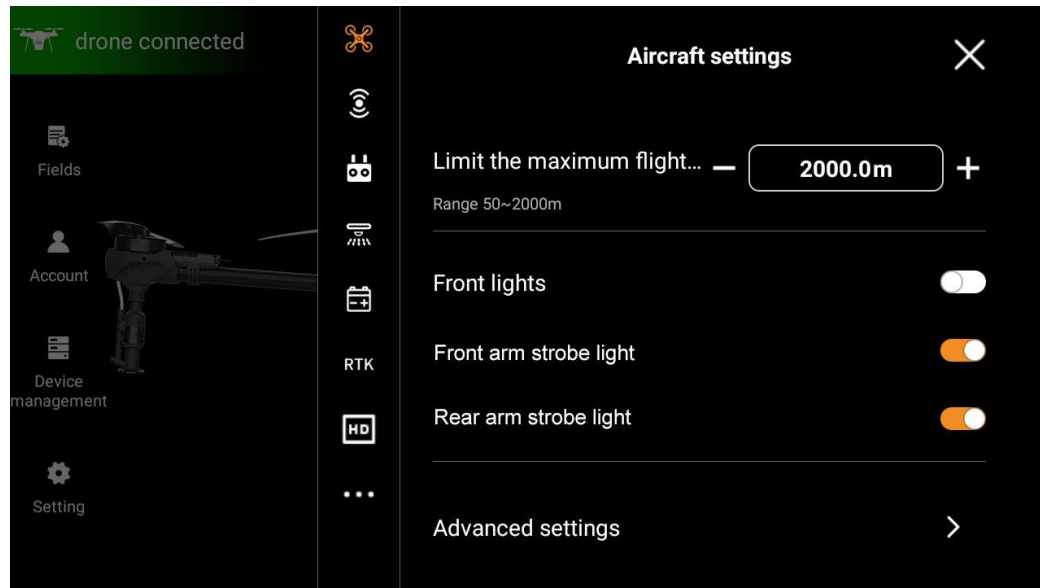 drone connected
Fields
Account
Device
management
Setting
RTK
HD
Aircraft settings
Limit the maximum flight...
2000.0m
Range 50~2000m
Front lights
Front arm strobe light
Rear arm strobe light
Advanced settings